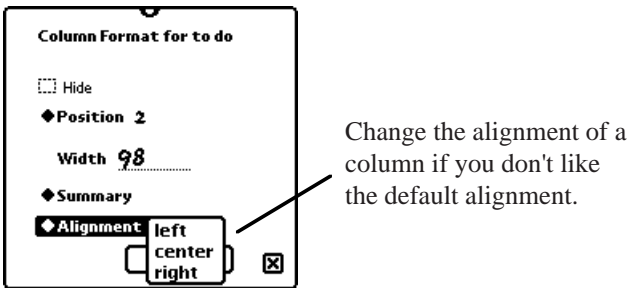 Column Format for to do
Hide
◆Position 2
Width 98
◆Summary
◆Alignment
left
center
right
Change the alignment of a
column if you don't like
the default alignment.